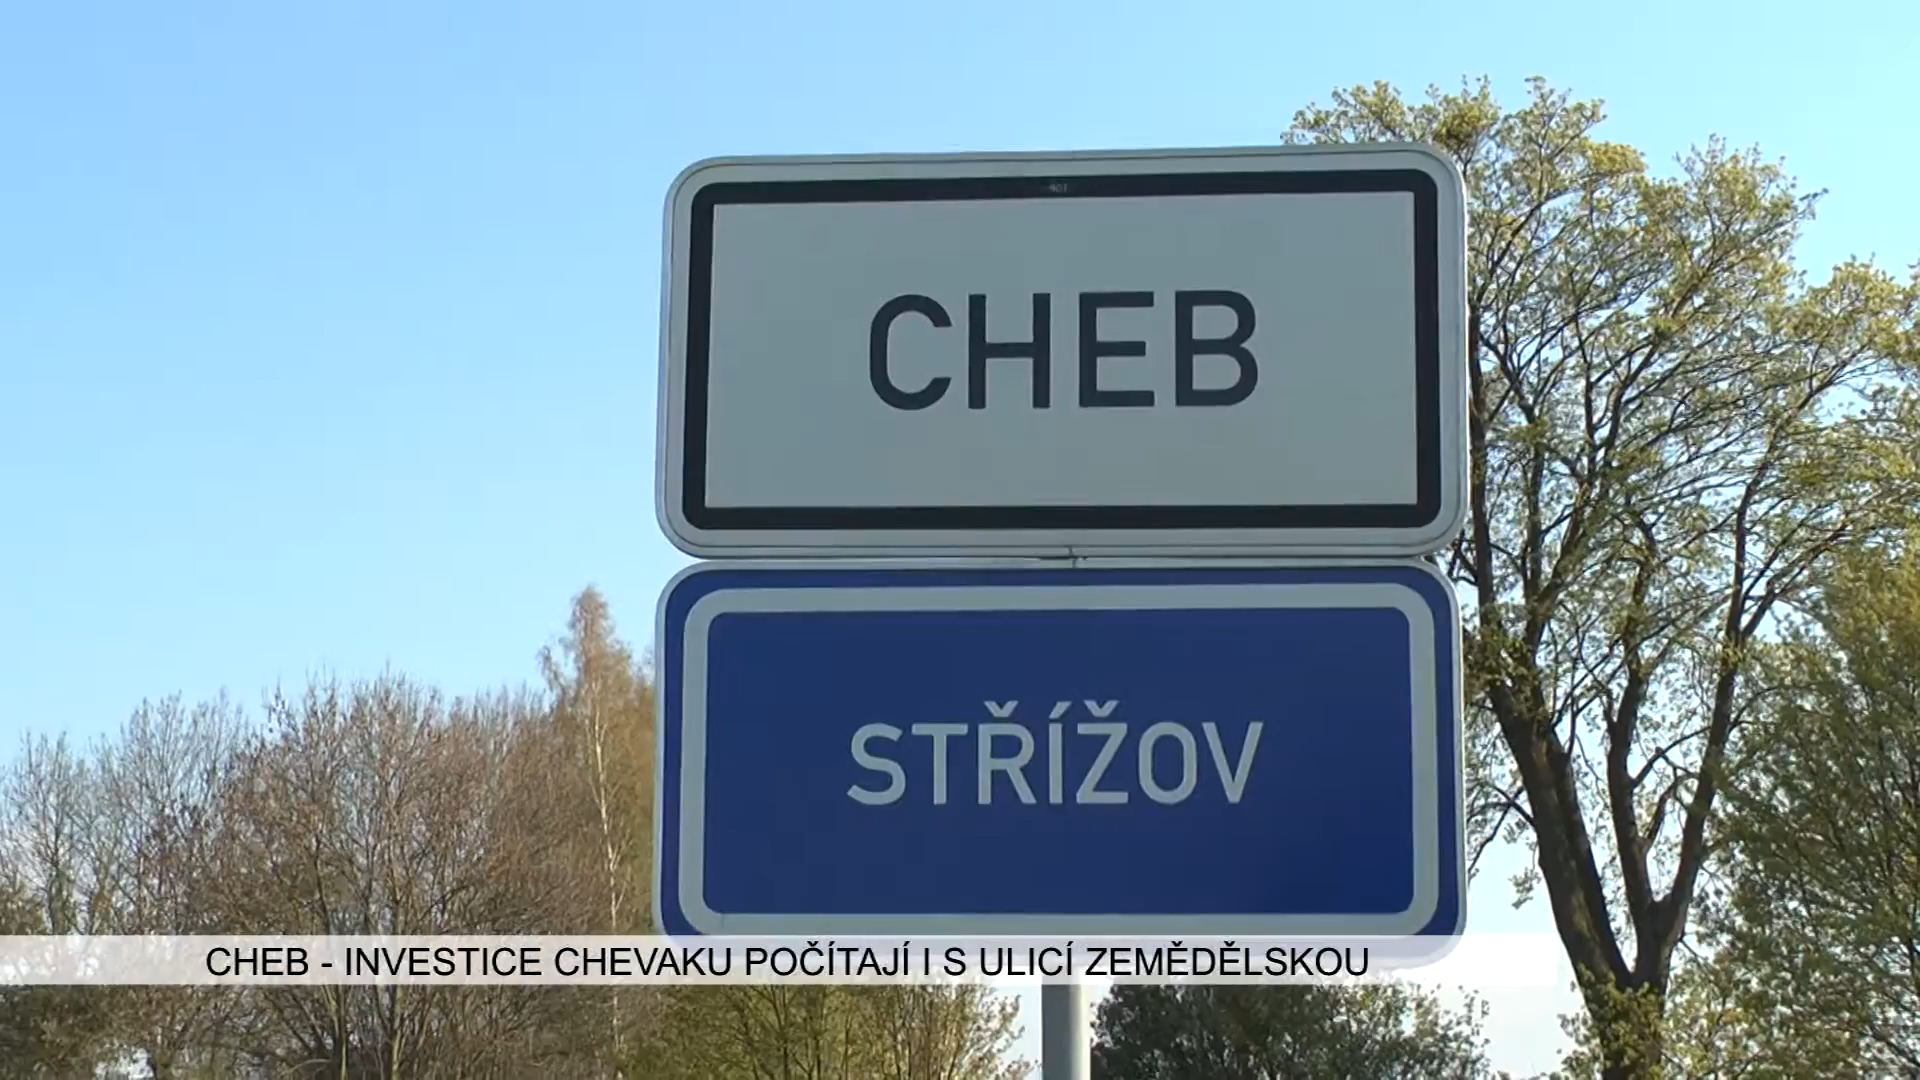 CHEB
STŘÍŽOV
CHEB - INVESTICE CHEVAKU POČÍTAJÍ I S ULICÍ ZEMĚDĚLSKOU